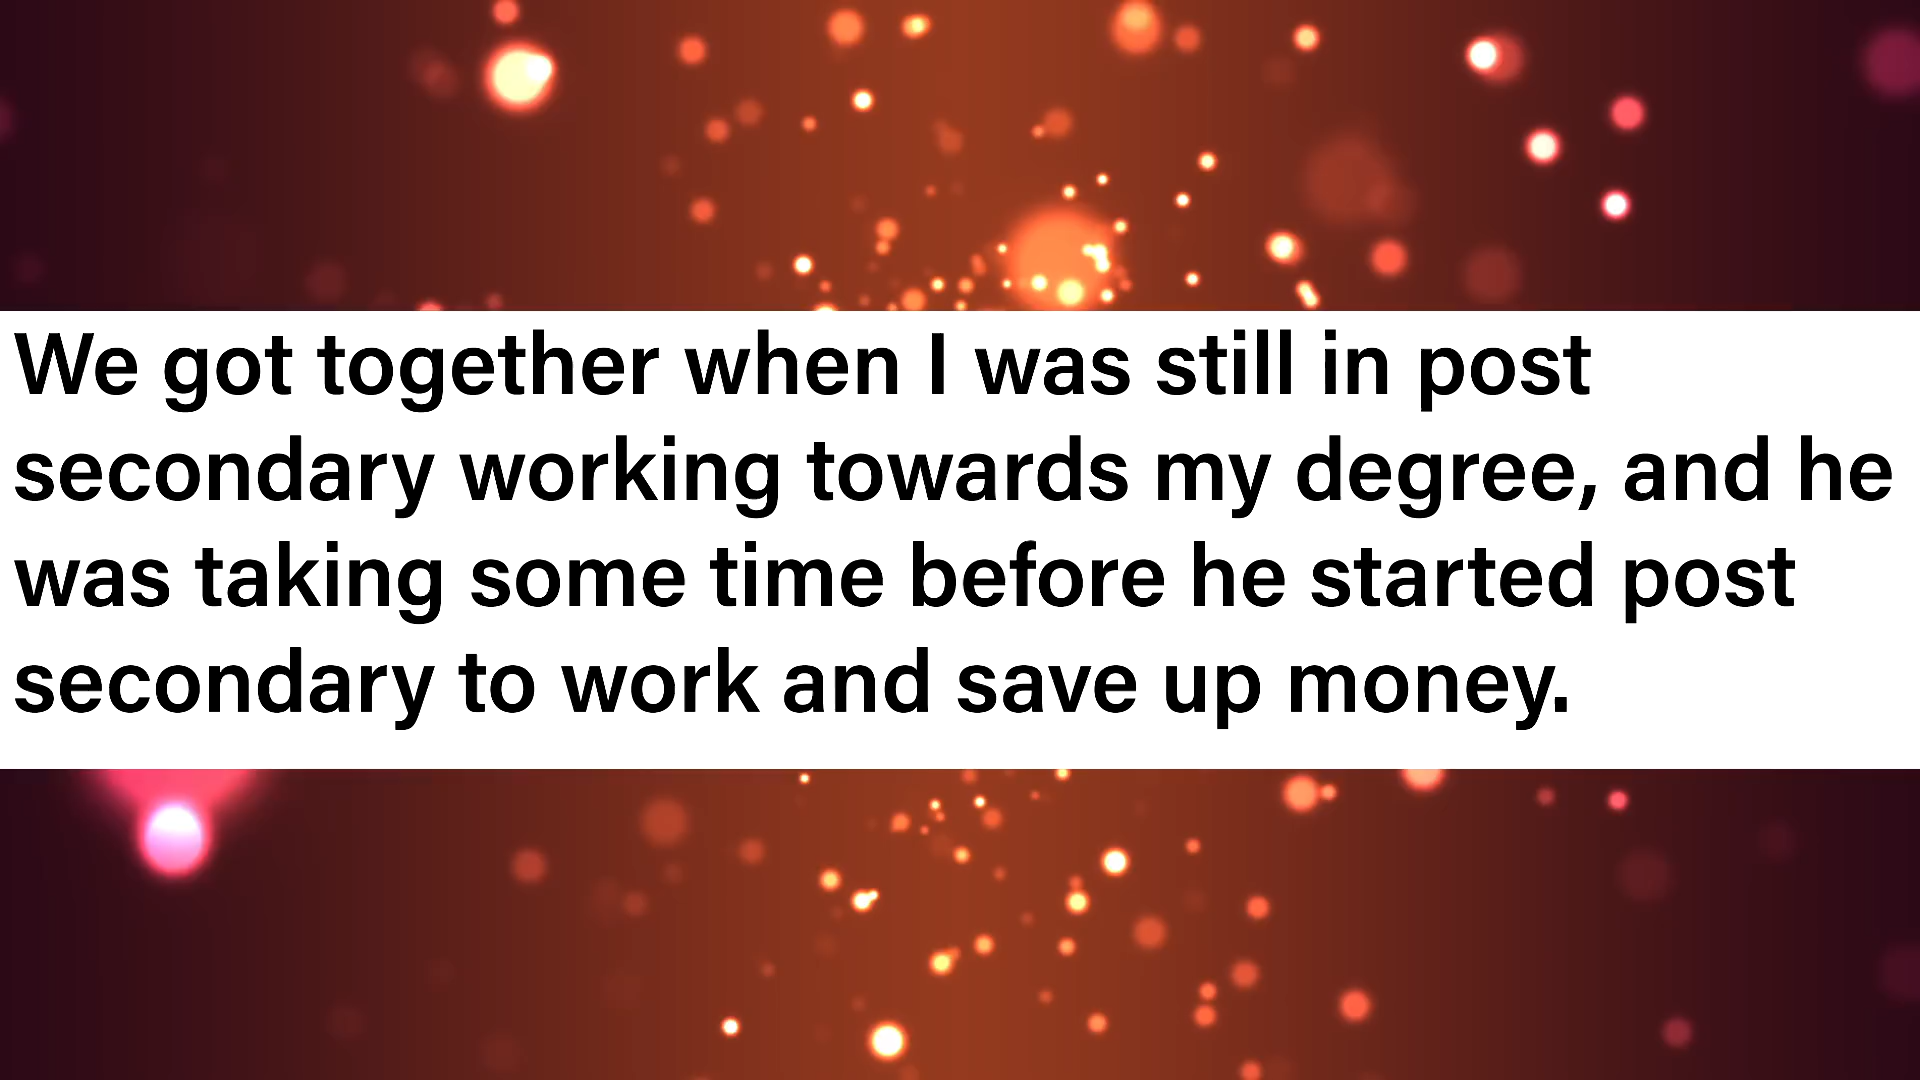 We got together when I was still in post
secondary working towards my degree, and he
was taking some time before he started post
secondary to work and save up money.